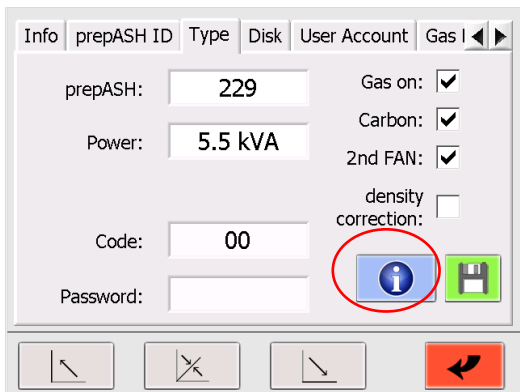 Info prepASH ID Type Disk User Account Gas
prepASH: 229 Gas on:
Carbon:
Power: 5.5 kVA
2nd FAN:
density
correction:
Code: 00
Password: